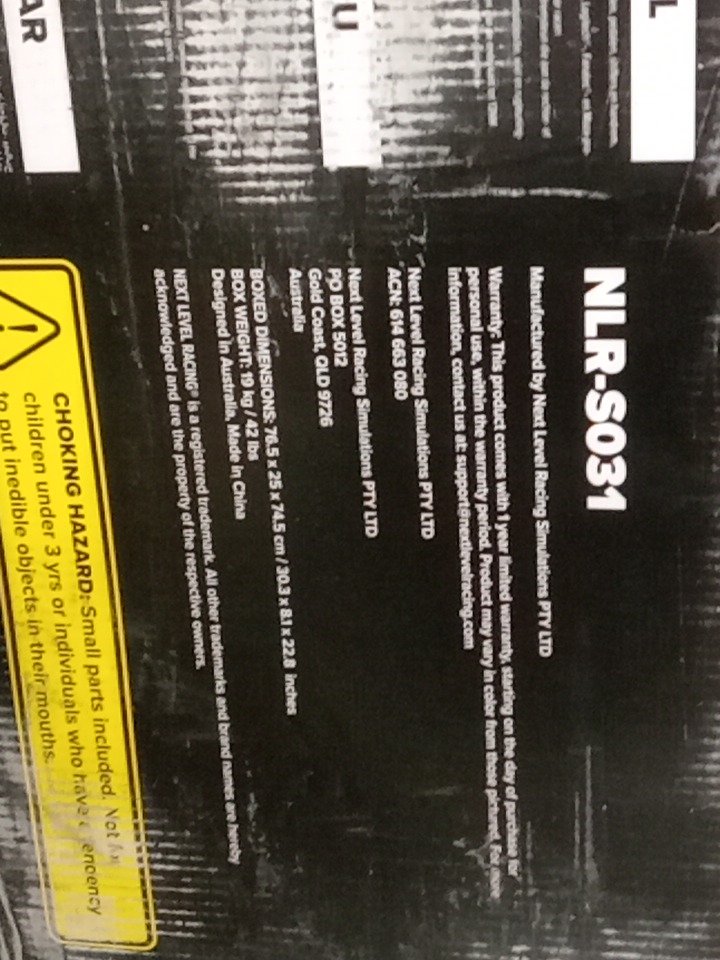 L
U
AR
NLR-S031
Manufactured by Next Level Racing Simulations PTY LTD
Warranty: This product comes with 1 year limited warranty, starting on the day of purchase for
personal use, within the warranty period. Product may vary in color from those pictured. For more
information, contact us at: support@nextlevelracing.com
Next Level Racing Simulations PTY LTD
ACN: 614 663 080
Next Level Racing Simulations PTY LTD
PO BOX 5012
Gold Coast, QLD 9726
Australia
BOXED DIMENSIONS: 76.5 x 25 x 74.5 cm / 30.3 x 8.1 x 22.8 inches
BOX WEIGHT: 19 kg / 42 lbs
Designed in Australia, Made in China
NEXT LEVEL RACING® is a registered trademark. All other trademarks and brand names are hereby
acknowledged and are the property of the respective owners.
CHOKING HAZARD: Small parts included. Not for
children under 3 yrs or individuals who have tendency
to put inedible objects in their mouths.